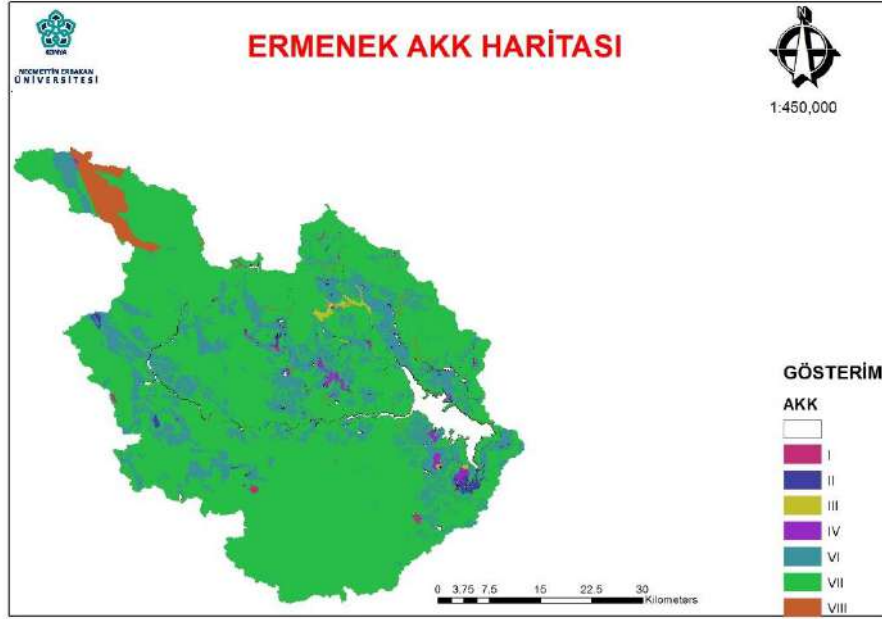 KONYA
NECMETTİN ERBAKAN
ÜNİVERSİTESİ
ERMENEK AKK HARİTASI
1:450,000
GÖSTERİM
AKK
I
II
III
IV
VI
VII
VIII
0 3.75 7.5 15 22.5 30
Kilometers